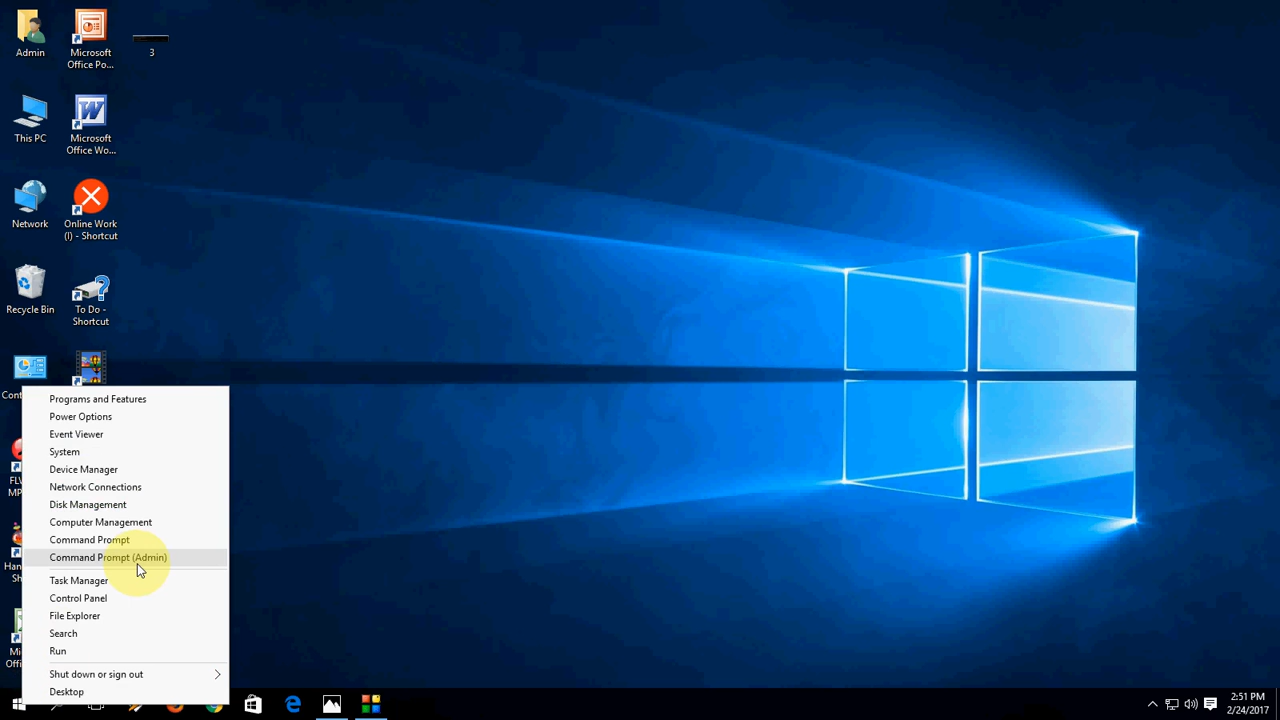 Admin
Microsoft
Office Po...
3
This PC
Microsoft
Office Wo...
Network
Online Work
(I) - Shortcut
Recycle Bin
To Do -
Shortcut
Programs and Features
Power Options
Event Viewer
System
Device Manager
Network Connections
Disk Management
Computer Management
Command Prompt
Command Prompt (Admin)
Task Manager
Control Panel
File Explorer
Search
Run
Shut down or sign out
Desktop
2:51 PM
2/24/2017